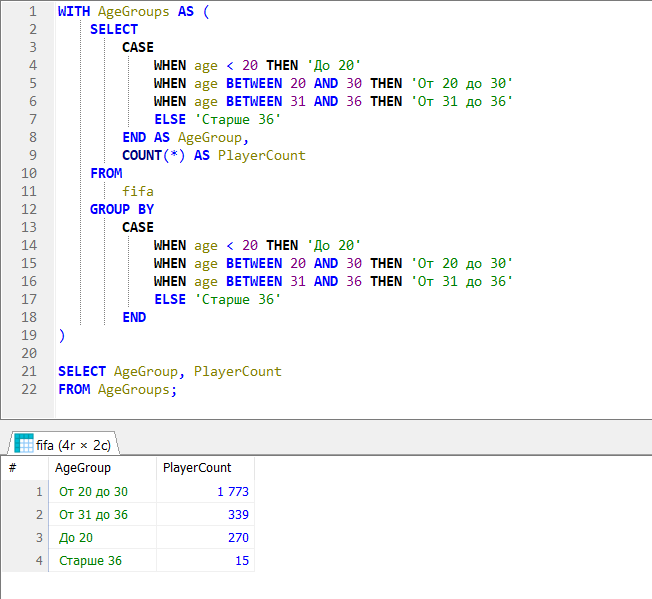 1 WITH AgeGroups AS (
2 SELECT
3 CASE
4 WHEN age < 20 THEN 'До 20'
5 WHEN age BETWEEN 20 AND 30 THEN 'От 20 до 30'
6 WHEN age BETWEEN 31 AND 36 THEN 'От 31 до 36'
7 ELSE 'Старше 36'
8 END AS AgeGroup,
9 COUNT(*) AS PlayerCount
10 FROM
11 fifa
12 GROUP BY
13 CASE
14 WHEN age < 20 THEN 'До 20'
15 WHEN age BETWEEN 20 AND 30 THEN 'От 20 до 30'
16 WHEN age BETWEEN 31 AND 36 THEN 'От 31 до 36'
17 ELSE 'Старше 36'
18 END
19 )
20
21 SELECT AgeGroup, PlayerCount
22 FROM AgeGroups;
fifa (4r × 2c)
# AgeGroup PlayerCount
1 От 20 до 30 1 773
2 От 31 до 36 339
3 До 20 270
4 Старше 36 15